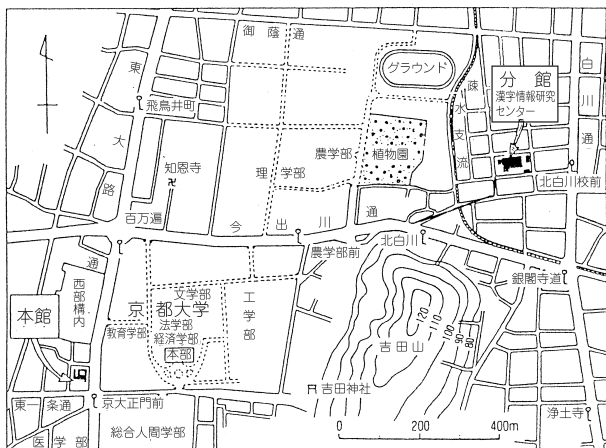 御蔭通
グラウンド
分館
漢字情報研究
センター
疎水支流
白川通
東大路通
飛鳥井町
知恩寺
理学部
農学部
植物園
北白川校前
百万遍
今出川通
農学部前
北白川
銀閣寺道
西部構内
本館
文学部
京都大学
法学部
経済学部
教育学部
本部
工学部
120
110
100
90
80
吉田山
吉田神社
東一条通
京大正門前
医学部
総合人間学部
浄土寺
0 200 400m